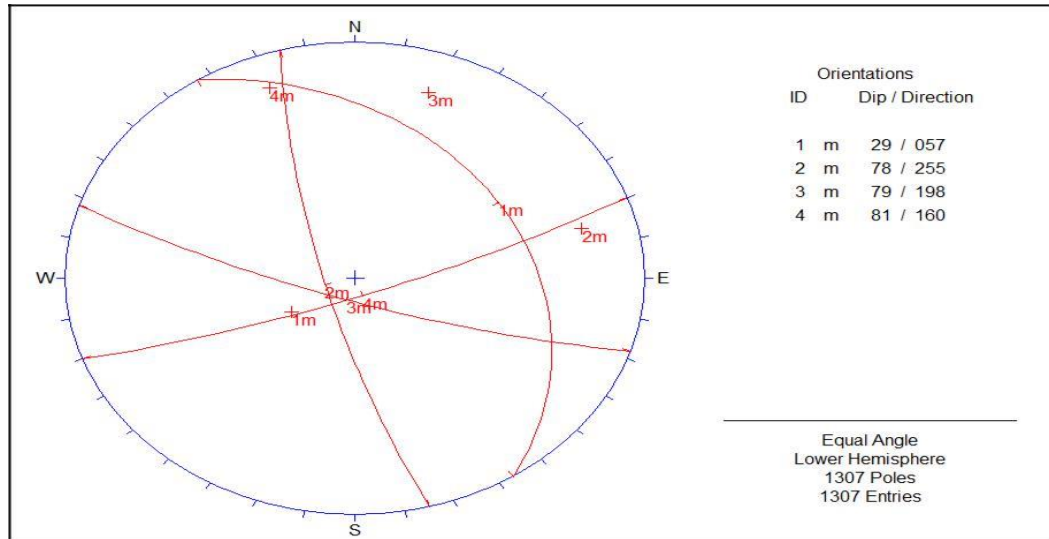 N
4m
3m
1m
2m
W
E
2m
3m
4m
1m
S
Orientations
ID Dip / Direction
1 m 29 / 057
2 m 78 / 255
3 m 79 / 198
4 m 81 / 160
Equal Angle
Lower Hemisphere
1307 Poles
1307 Entries